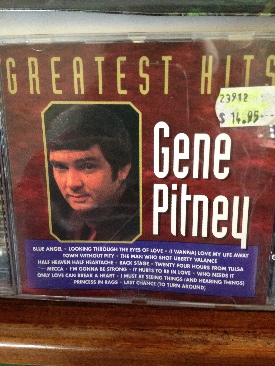 GREATEST HITS
23912
$ 14.95
Gene
Pitney
BLUE ANGEL • LOOKING THROUGH THE EYES OF LOVE • (I WANNA) LOVE MY LIFE AWAY
TOWN WITHOUT PITY • THE MAN WHO SHOT LIBERTY VALANCE
HALF HEAVEN HALF HEARTACHE • BACK STAGE • TWENTY FOUR HOURS FROM TULSA
MECCA • I'M GONNA BE STRONG • IT HURTS TO BE IN LOVE • WHO NEEDS IT
ONLY LOVE CAN BREAK A HEART • I MUST BE SEEING THINGS (AND HEARING THINGS)
PRINCESS IN RAGS • LAST CHANCE (TO TURN AROUND)